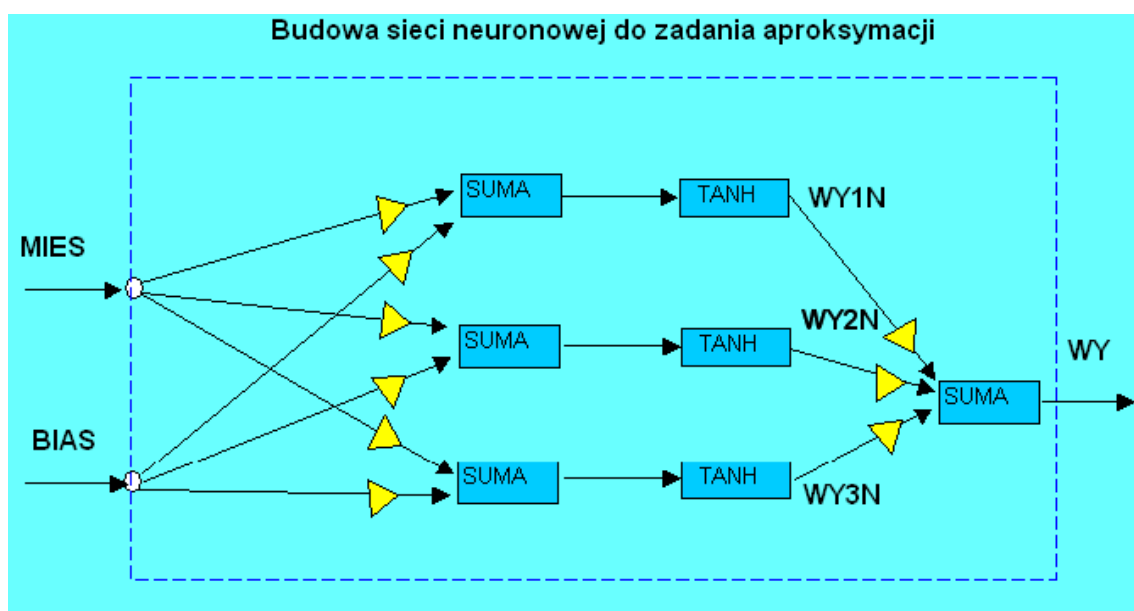 Budowa sieci neuronowej do zadania aproksymacji
SUMA
TANH
WY1N
MIES
SUMA
TANH
WY2N
WY
SUMA
BIAS
SUMA
TANH
WY3N